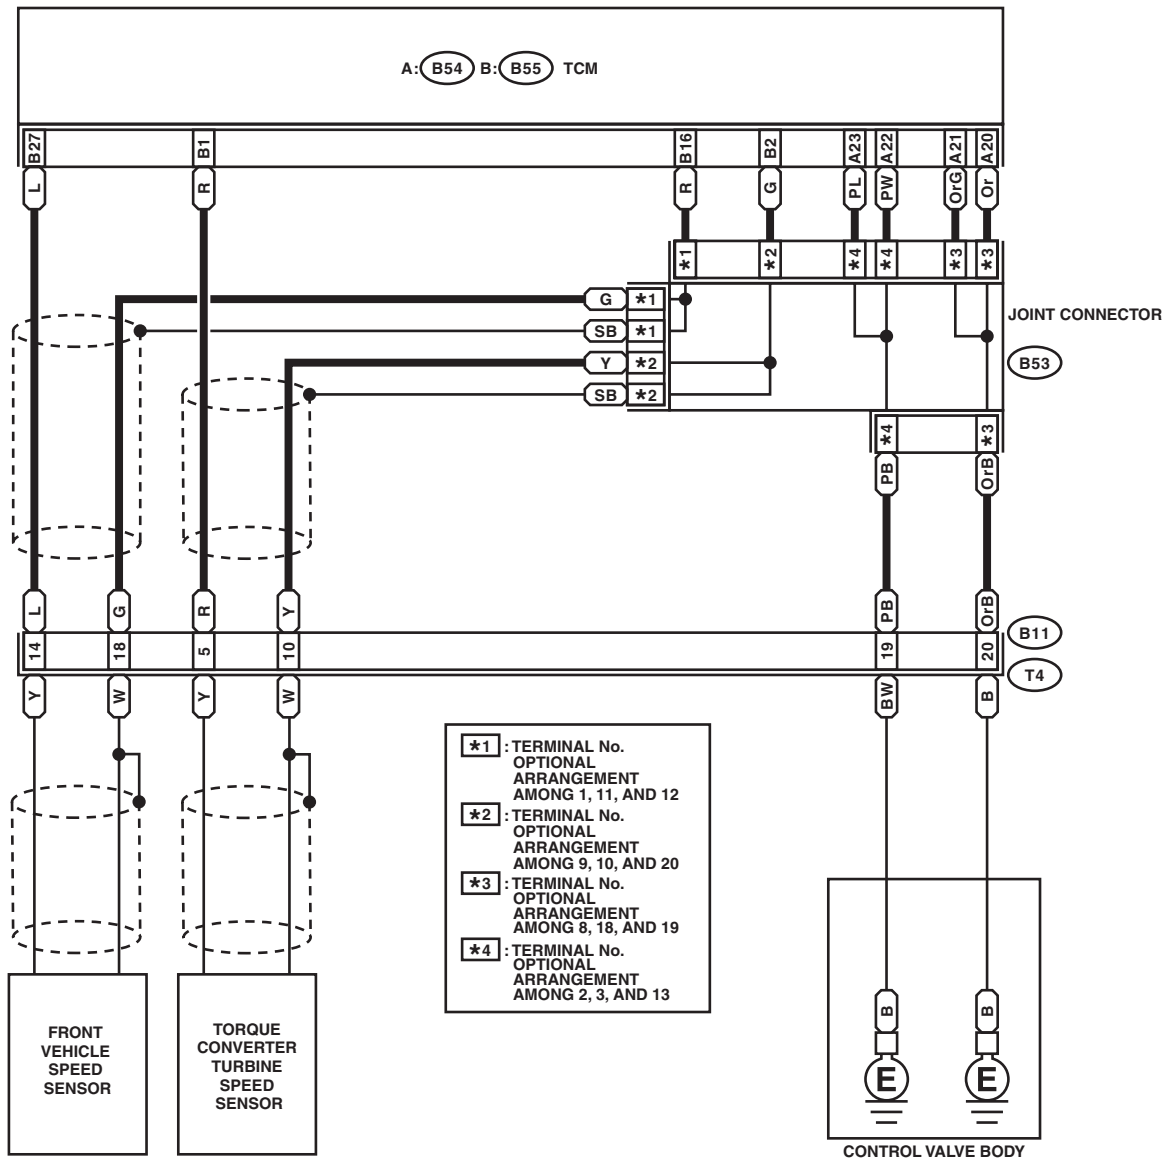 A: B54 B: B55 TCM
B27 B1 B16 B2 A23 A22 A21 A20
L R R G PL PW OrG Or
*1 *2 *4 *4 *3 *3
G *1
SB *1
Y *2
SB *2
JOINT CONNECTOR
B53
*4 *3
PB OrB
L G R Y PB OrB
B11
14 18 5 10 19 20
T4
Y W Y W BW B
*1 : TERMINAL No.
OPTIONAL
ARRANGEMENT
AMONG 1, 11, AND 12
*2 : TERMINAL No.
OPTIONAL
ARRANGEMENT
AMONG 9, 10, AND 20
*3 : TERMINAL No.
OPTIONAL
ARRANGEMENT
AMONG 8, 18, AND 19
*4 : TERMINAL No.
OPTIONAL
ARRANGEMENT
AMONG 2, 3, AND 13
FRONT
VEHICLE
SPEED
SENSOR
TORQUE
CONVERTER
TURBINE
SPEED
SENSOR
B B
E E
CONTROL VALVE BODY